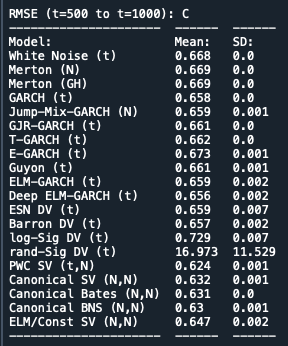 RMSE (t=500 to t=1000): C
--------------------- ------ ------
Model: Mean: SD:
White Noise (t) 0.668 0.0
Merton (N) 0.669 0.0
Merton (GH) 0.669 0.0
GARCH (t) 0.658 0.0
Jump-Mix-GARCH (N) 0.659 0.001
GJR-GARCH (t) 0.661 0.0
T-GARCH (t) 0.662 0.0
E-GARCH (t) 0.673 0.001
Guyon (t) 0.661 0.001
ELM-GARCH (t) 0.659 0.002
Deep ELM-GARCH (t) 0.656 0.002
ESN DV (t) 0.659 0.007
Barron DV (t) 0.657 0.002
log-Sig DV (t) 0.729 0.007
rand-Sig DV (t) 16.973 11.529
PWC SV (t,N) 0.624 0.001
Canonical SV (N,N) 0.632 0.001
Canonical Bates (N,N) 0.631 0.0
Canonical BNS (N,N) 0.63 0.001
ELM/Const SV (N,N) 0.647 0.002
--------------------- ------ ------